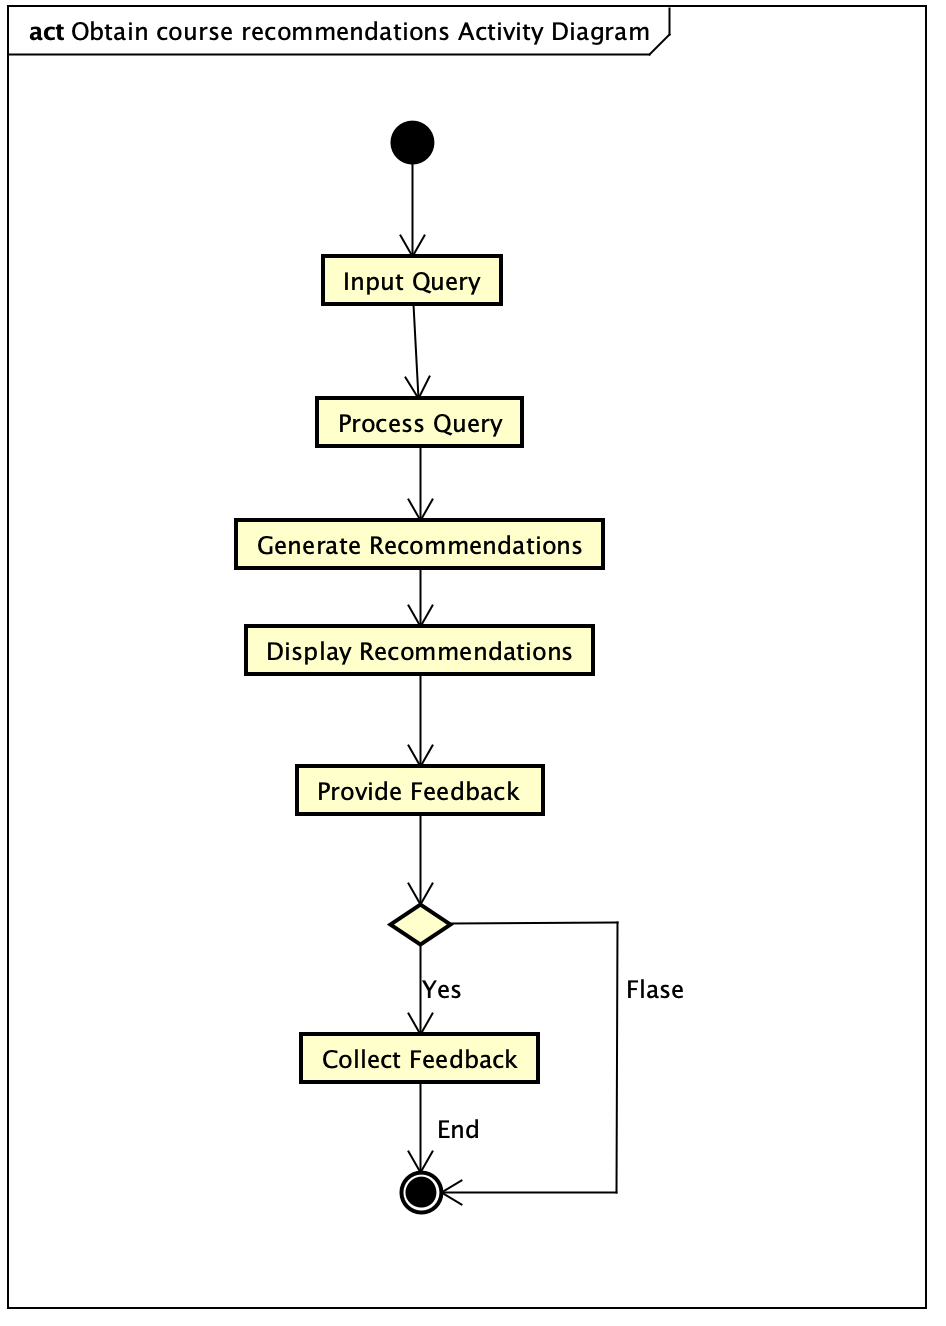 act Obtain course recommendations Activity Diagram
Input Query
Process Query
Generate Recommendations
Display Recommendations
Provide Feedback
Yes
Flase
Collect Feedback
End